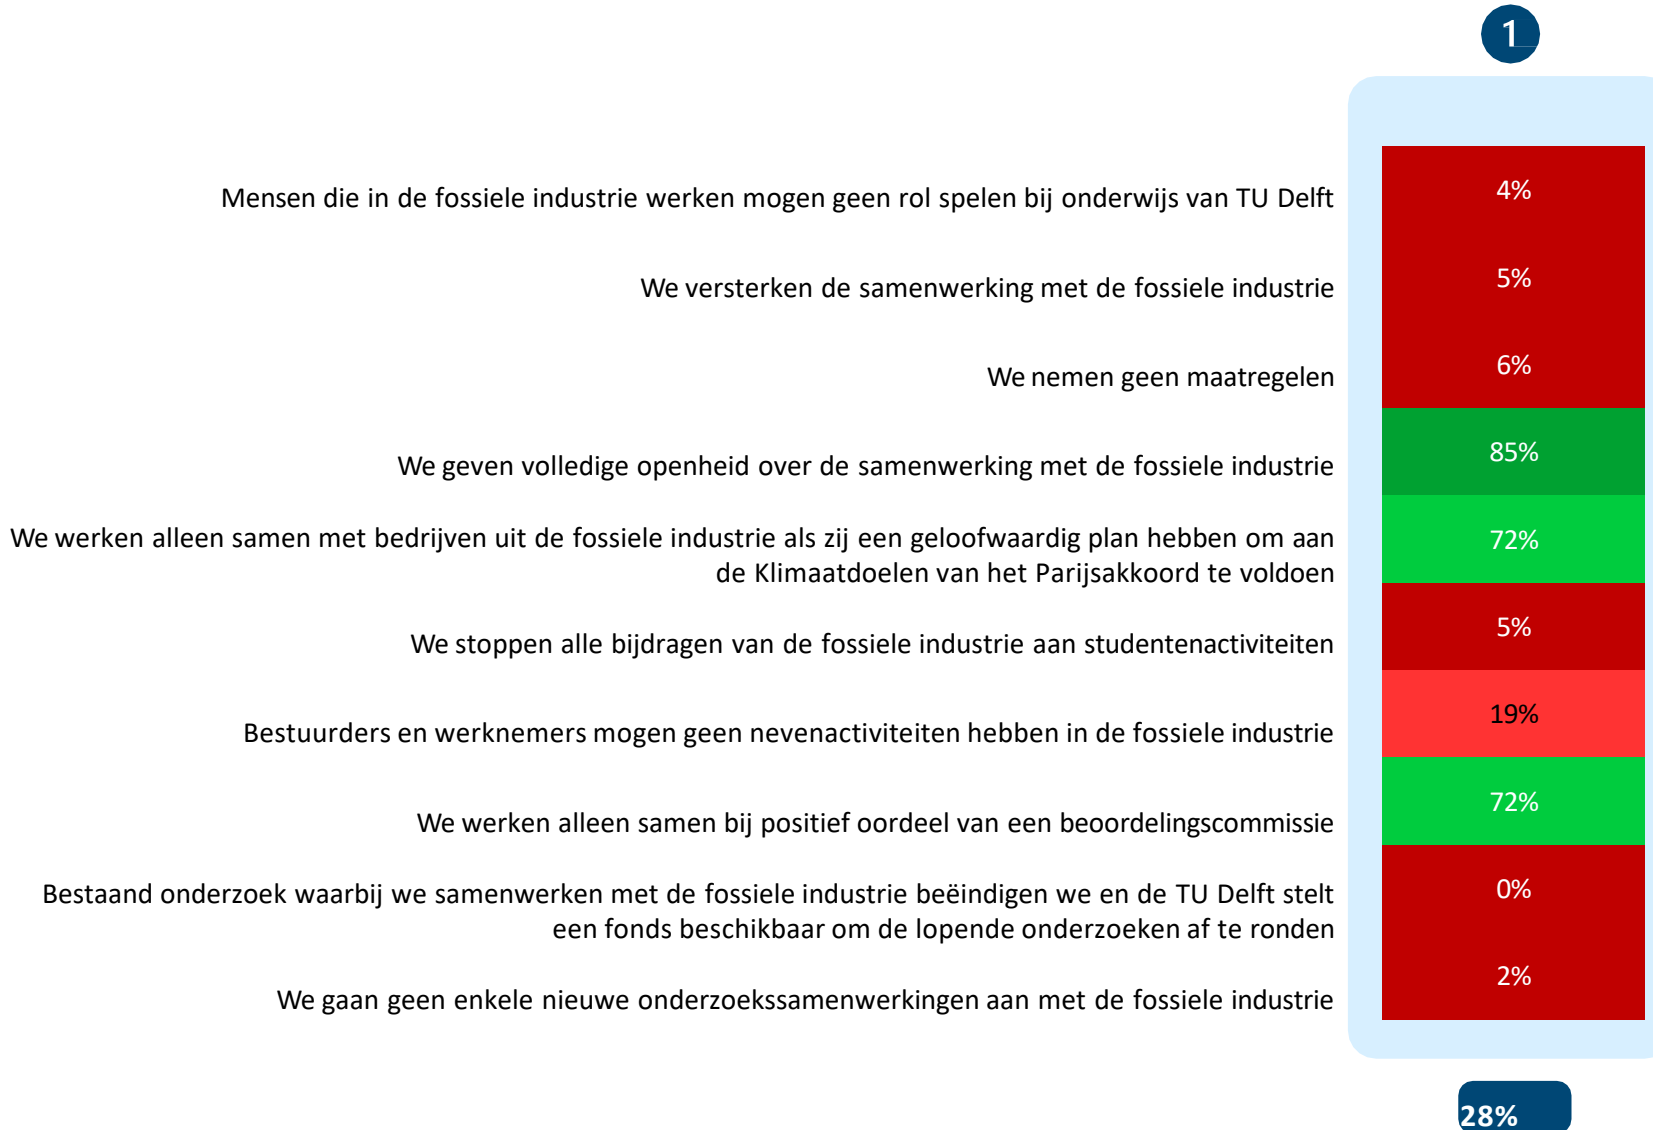 1
Mensen die in de fossiele industrie werken mogen geen rol spelen bij onderwijs van TU Delft
4%
We versterken de samenwerking met de fossiele industrie
5%
We nemen geen maatregelen
6%
We geven volledige openheid over de samenwerking met de fossiele industrie
85%
We werken alleen samen met bedrijven uit de fossiele industrie als zij een geloofwaardig plan hebben om aan
de Klimaatdoelen van het Parijsakkoord te voldoen
72%
We stoppen alle bijdragen van de fossiele industrie aan studentenactiviteiten
5%
Bestuurders en werknemers mogen geen nevenactiviteiten hebben in de fossiele industrie
19%
We werken alleen samen bij positief oordeel van een beoordelingscommissie
72%
Bestaand onderzoek waarbij we samenwerken met de fossiele industrie beëindigen we en de TU Delft stelt
een fonds beschikbaar om de lopende onderzoeken af te ronden
0%
We gaan geen enkele nieuwe onderzoekssamenwerkingen aan met de fossiele industrie
2%
28%